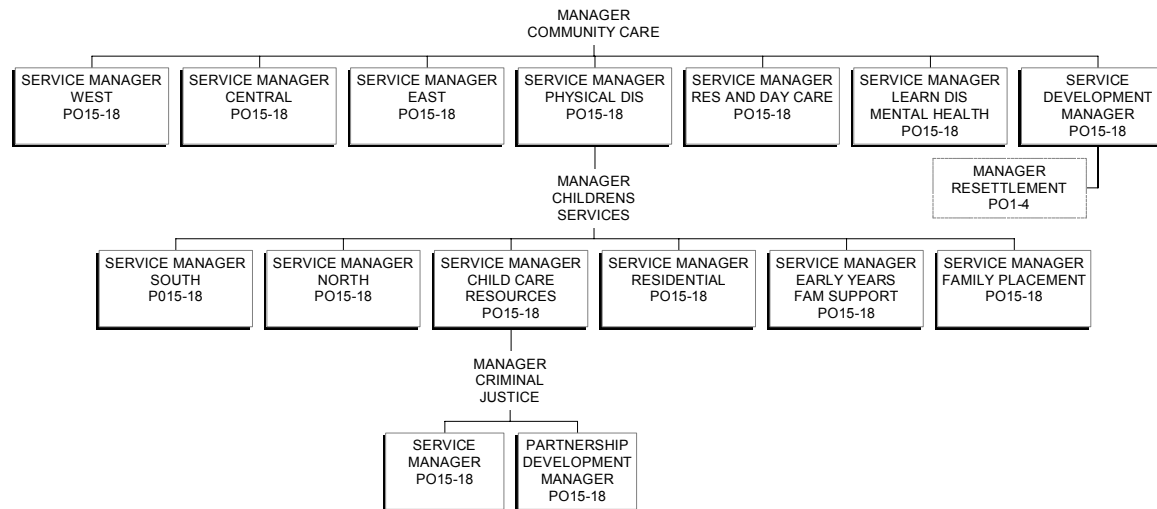 MANAGER
COMMUNITY CARE
SERVICE MANAGER
WEST
PO15-18
SERVICE MANAGER
CENTRAL
PO15-18
SERVICE MANAGER
EAST
PO15-18
SERVICE MANAGER
PHYSICAL DIS
PO15-18
SERVICE MANAGER
RES AND DAY CARE
PO15-18
SERVICE MANAGER
LEARN DIS
MENTAL HEALTH
PO15-18
SERVICE
DEVELOPMENT
MANAGER
PO15-18
MANAGER
RESETTLEMENT
PO1-4
MANAGER
CHILDRENS
SERVICES
SERVICE MANAGER
SOUTH
P015-18
SERVICE MANAGER
NORTH
PO15-18
SERVICE MANAGER
CHILD CARE
RESOURCES
PO15-18
SERVICE MANAGER
RESIDENTIAL
PO15-18
SERVICE MANAGER
EARLY YEARS
FAM SUPPORT
PO15-18
SERVICE MANAGER
FAMILY PLACEMENT
PO15-18
MANAGER
CRIMINAL
JUSTICE
SERVICE
MANAGER
PO15-18
PARTNERSHIP
DEVELOPMENT
MANAGER
PO15-18